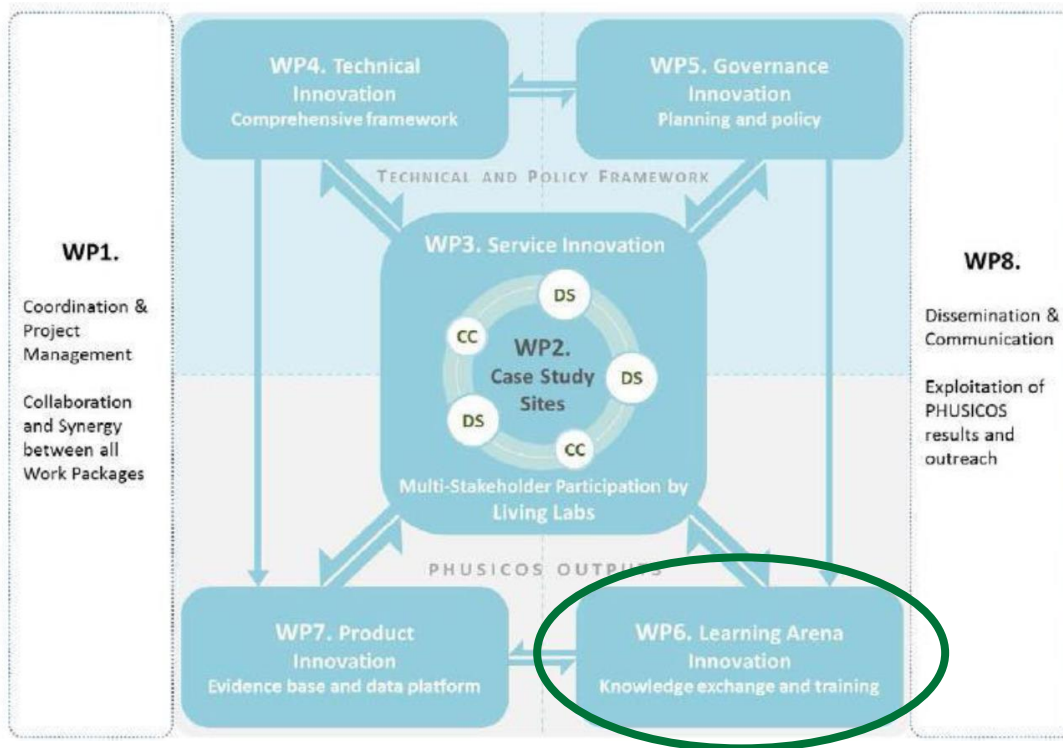 WP1.
Coordination &
Project
Management
Collaboration
and Synergy
between all
Work Packages
WP4. Technical
Innovation
Comprehensive framework
WP5. Governance
Innovation
Planning and policy
TECHNICAL AND POLICY FRAMEWORK
WP3. Service Innovation
DS
CC
WP2.
Case Study
Sites
DS
DS
CC
Multi-Stakeholder Participation by
Living Labs
PHUSICOS OUTPUTS
WP7. Product
Innovation
Evidence base and data platform
WP6. Learning Arena
Innovation
Knowledge exchange and training
WP8.
Dissemination &
Communication
Exploitation of
PHUSICOS
results and
outreach